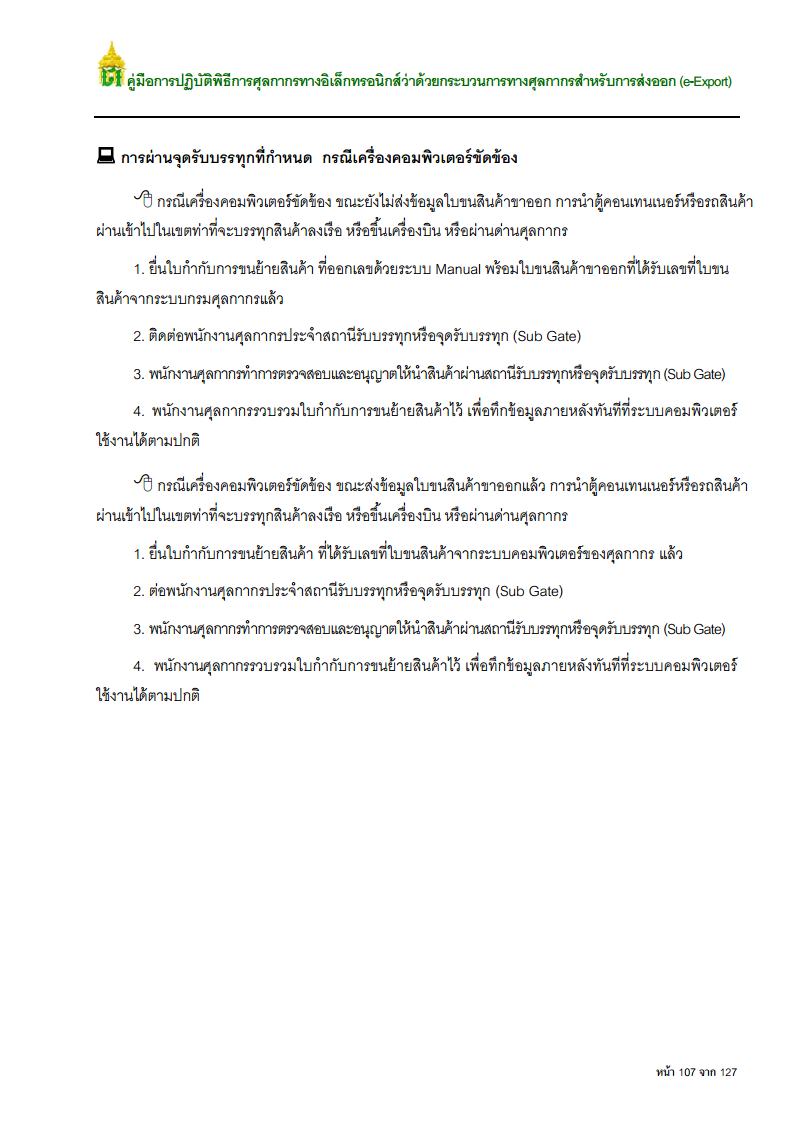 คู่มือการปฏิบัติพิธีการศุลกากรทางอิเล็กทรอนิกส์ว่าด้วยกระบวนการทางศุลกากรสำหรับการส่งออก (e-Export)
การผ่านจุดรับบรรทุกที่กำหนด กรณีเครื่องคอมพิวเตอร์ขัดข้อง
กรณีเครื่องคอมพิวเตอร์ขัดข้อง ขณะยังไม่ส่งข้อมูลใบขนสินค้าขาออก การนำตู้คอนเทนเนอร์หรือรถสินค้า
ผ่านเข้าไปในเขตท่าที่จะบรรทุกสินค้าลงเรือ หรือขึ้นเครื่องบิน หรือผ่านด่านศุลกากร
1. ยื่นใบกำกับการขนย้ายสินค้า ที่ออกเลขด้วยระบบ Manual พร้อมใบขนสินค้าขาออกที่ได้รับเลขที่ใบขน
สินค้าจากระบบกรมศุลกากรแล้ว
2. ติดต่อพนักงานศุลกากรประจำสถานีรับบรรทุกหรือจุดรับบรรทุก (Sub Gate)
3. พนักงานศุลกากรทำการตรวจสอบและอนุญาตให้นำสินค้าผ่านสถานีรับบรรทุกหรือจุดรับบรรทุก (Sub Gate)
4. พนักงานศุลกากรรวบรวมใบกำกับการขนย้ายสินค้าไว้ เพื่อทึกข้อมูลภายหลังทันทีที่ระบบคอมพิวเตอร์
ใช้งานได้ตามปกติ
กรณีเครื่องคอมพิวเตอร์ขัดข้อง ขณะส่งข้อมูลใบขนสินค้าขาออกแล้ว การนำตู้คอนเทนเนอร์หรือรถสินค้า
ผ่านเข้าไปในเขตท่าที่จะบรรทุกสินค้าลงเรือ หรือขึ้นเครื่องบิน หรือผ่านด่านศุลกากร
1. ยื่นใบกำกับการขนย้ายสินค้า ที่ได้รับเลขที่ใบขนสินค้าจากระบบคอมพิวเตอร์ของศุลกากร แล้ว
2. ต่อพนักงานศุลกากรประจำสถานีรับบรรทุกหรือจุดรับบรรทุก (Sub Gate)
3. พนักงานศุลกากรทำการตรวจสอบและอนุญาตให้นำสินค้าผ่านสถานีรับบรรทุกหรือจุดรับบรรทุก (Sub Gate)
4. พนักงานศุลกากรรวบรวมใบกำกับการขนย้ายสินค้าไว้ เพื่อทึกข้อมูลภายหลังทันทีที่ระบบคอมพิวเตอร์
ใช้งานได้ตามปกติ
หน้า 107 จาก 127